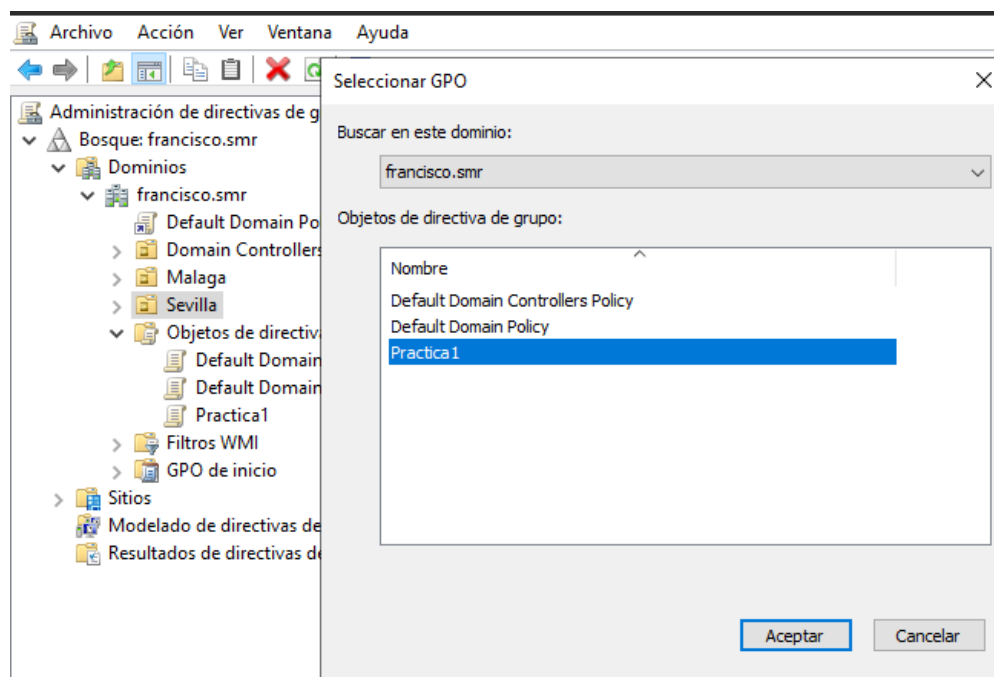 Archivo Acción Ver Ventana Ayuda
Administración de directivas de g
Bosque: francisco.smr
Dominios
francisco.smr
Default Domain Po
Domain Controllers
Malaga
Sevilla
Objetos de directiv
Default Domain
Default Domain
Practica1
Filtros WMI
GPO de inicio
Sitios
Modelado de directivas de
Resultados de directivas de
Seleccionar GPO
Buscar en este dominio:
francisco.smr
Objetos de directiva de grupo:
Nombre
Default Domain Controllers Policy
Default Domain Policy
Practica1
Aceptar Cancelar